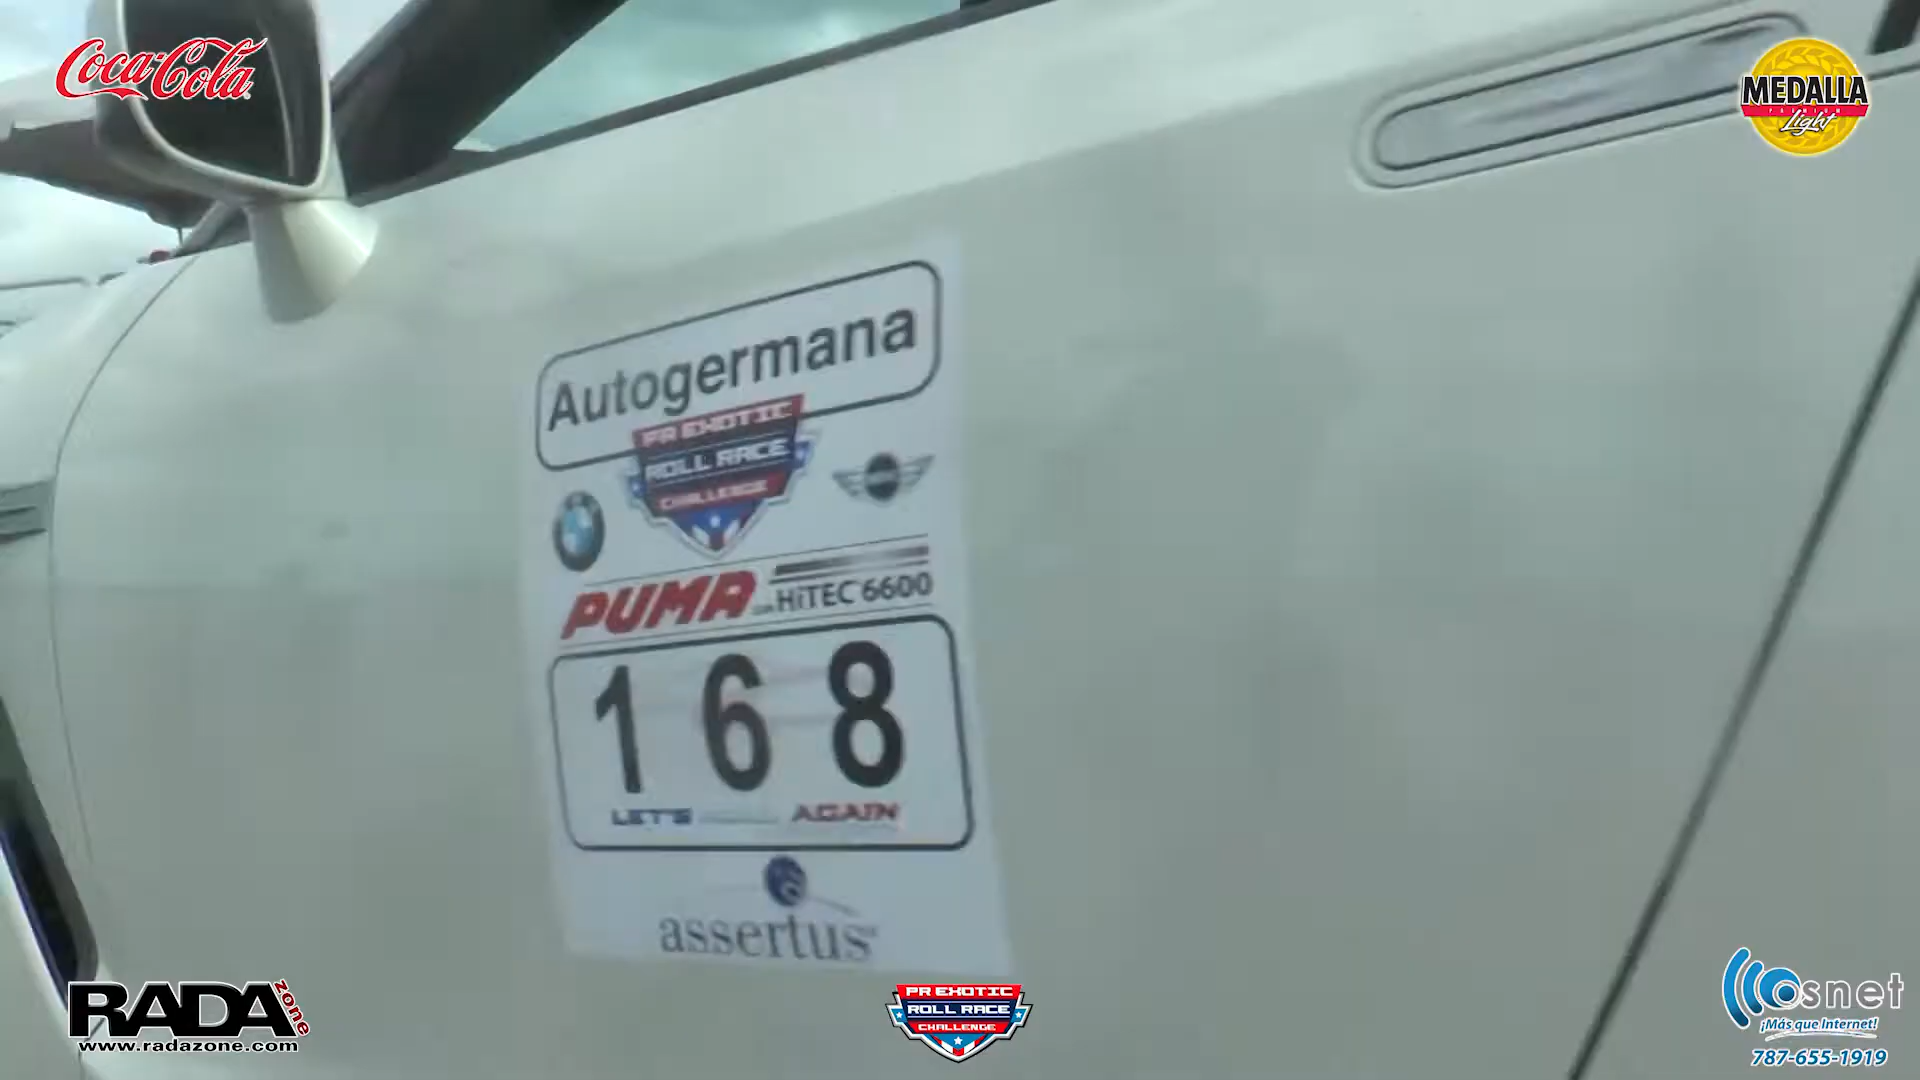 Coca-Cola
MEDALLA
PREMIUM
Light
Autogermana
PR EXOTIC
ROLL RACE
CHALLENGE
PUMA HiTEC 6600
168
LET'S AGAIN
assertus
RADA zone
www.radazone.com
PR EXOTIC
ROLL RACE
CHALLENGE
osnet
¡Más que Internet!
787-655-1919